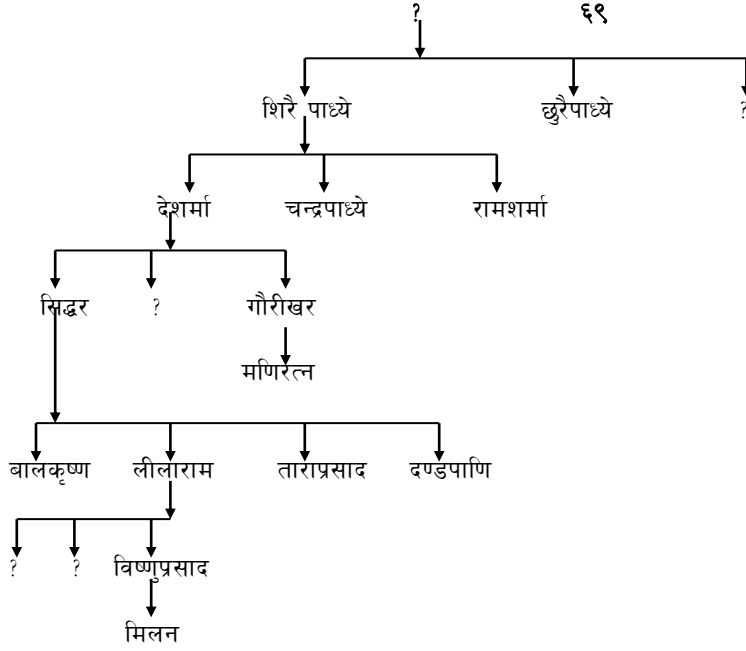 ? ६९
शिरै पाध्ये छुरैपाध्ये ?
देशर्मा चन्द्रपाध्ये रामशर्मा
सिद्धर ? गौरीखर
मणिरत्न
बालकृष्ण लीलाराम ताराप्रसाद दण्डपाणि
? ? विष्णुप्रसाद
मिलन